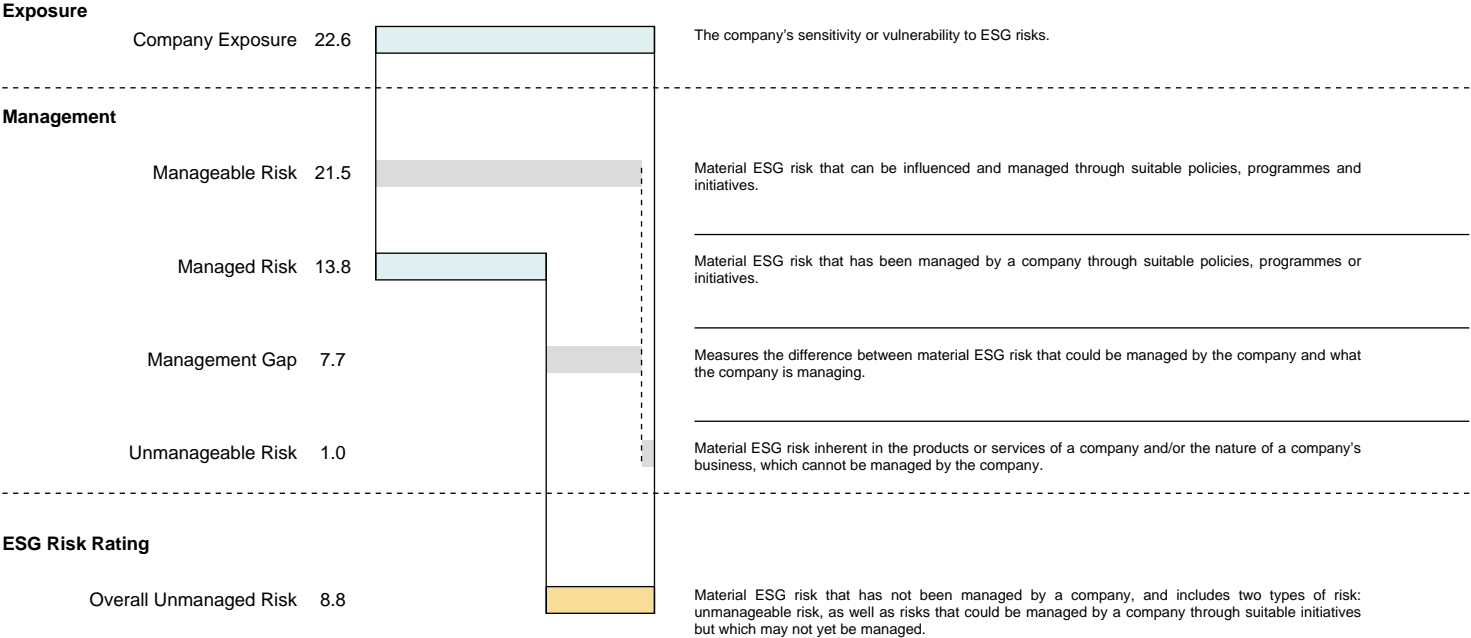 Exposure
Company Exposure 22.6
The company’s sensitivity or vulnerability to ESG risks.
Management
Manageable Risk 21.5
Material ESG risk that can be influenced and managed through suitable policies, programmes and
initiatives.
Managed Risk 13.8
Material ESG risk that has been managed by a company through suitable policies, programmes or
initiatives.
Management Gap 7.7
Measures the difference between material ESG risk that could be managed by the company and what
the company is managing.
Unmanageable Risk 1.0
Material ESG risk inherent in the products or services of a company and/or the nature of a company’s
business, which cannot be managed by the company.
ESG Risk Rating
Overall Unmanaged Risk 8.8
Material ESG risk that has not been managed by a company, and includes two types of risk:
unmanageable risk, as well as risks that could be managed by a company through suitable initiatives
but which may not yet be managed.